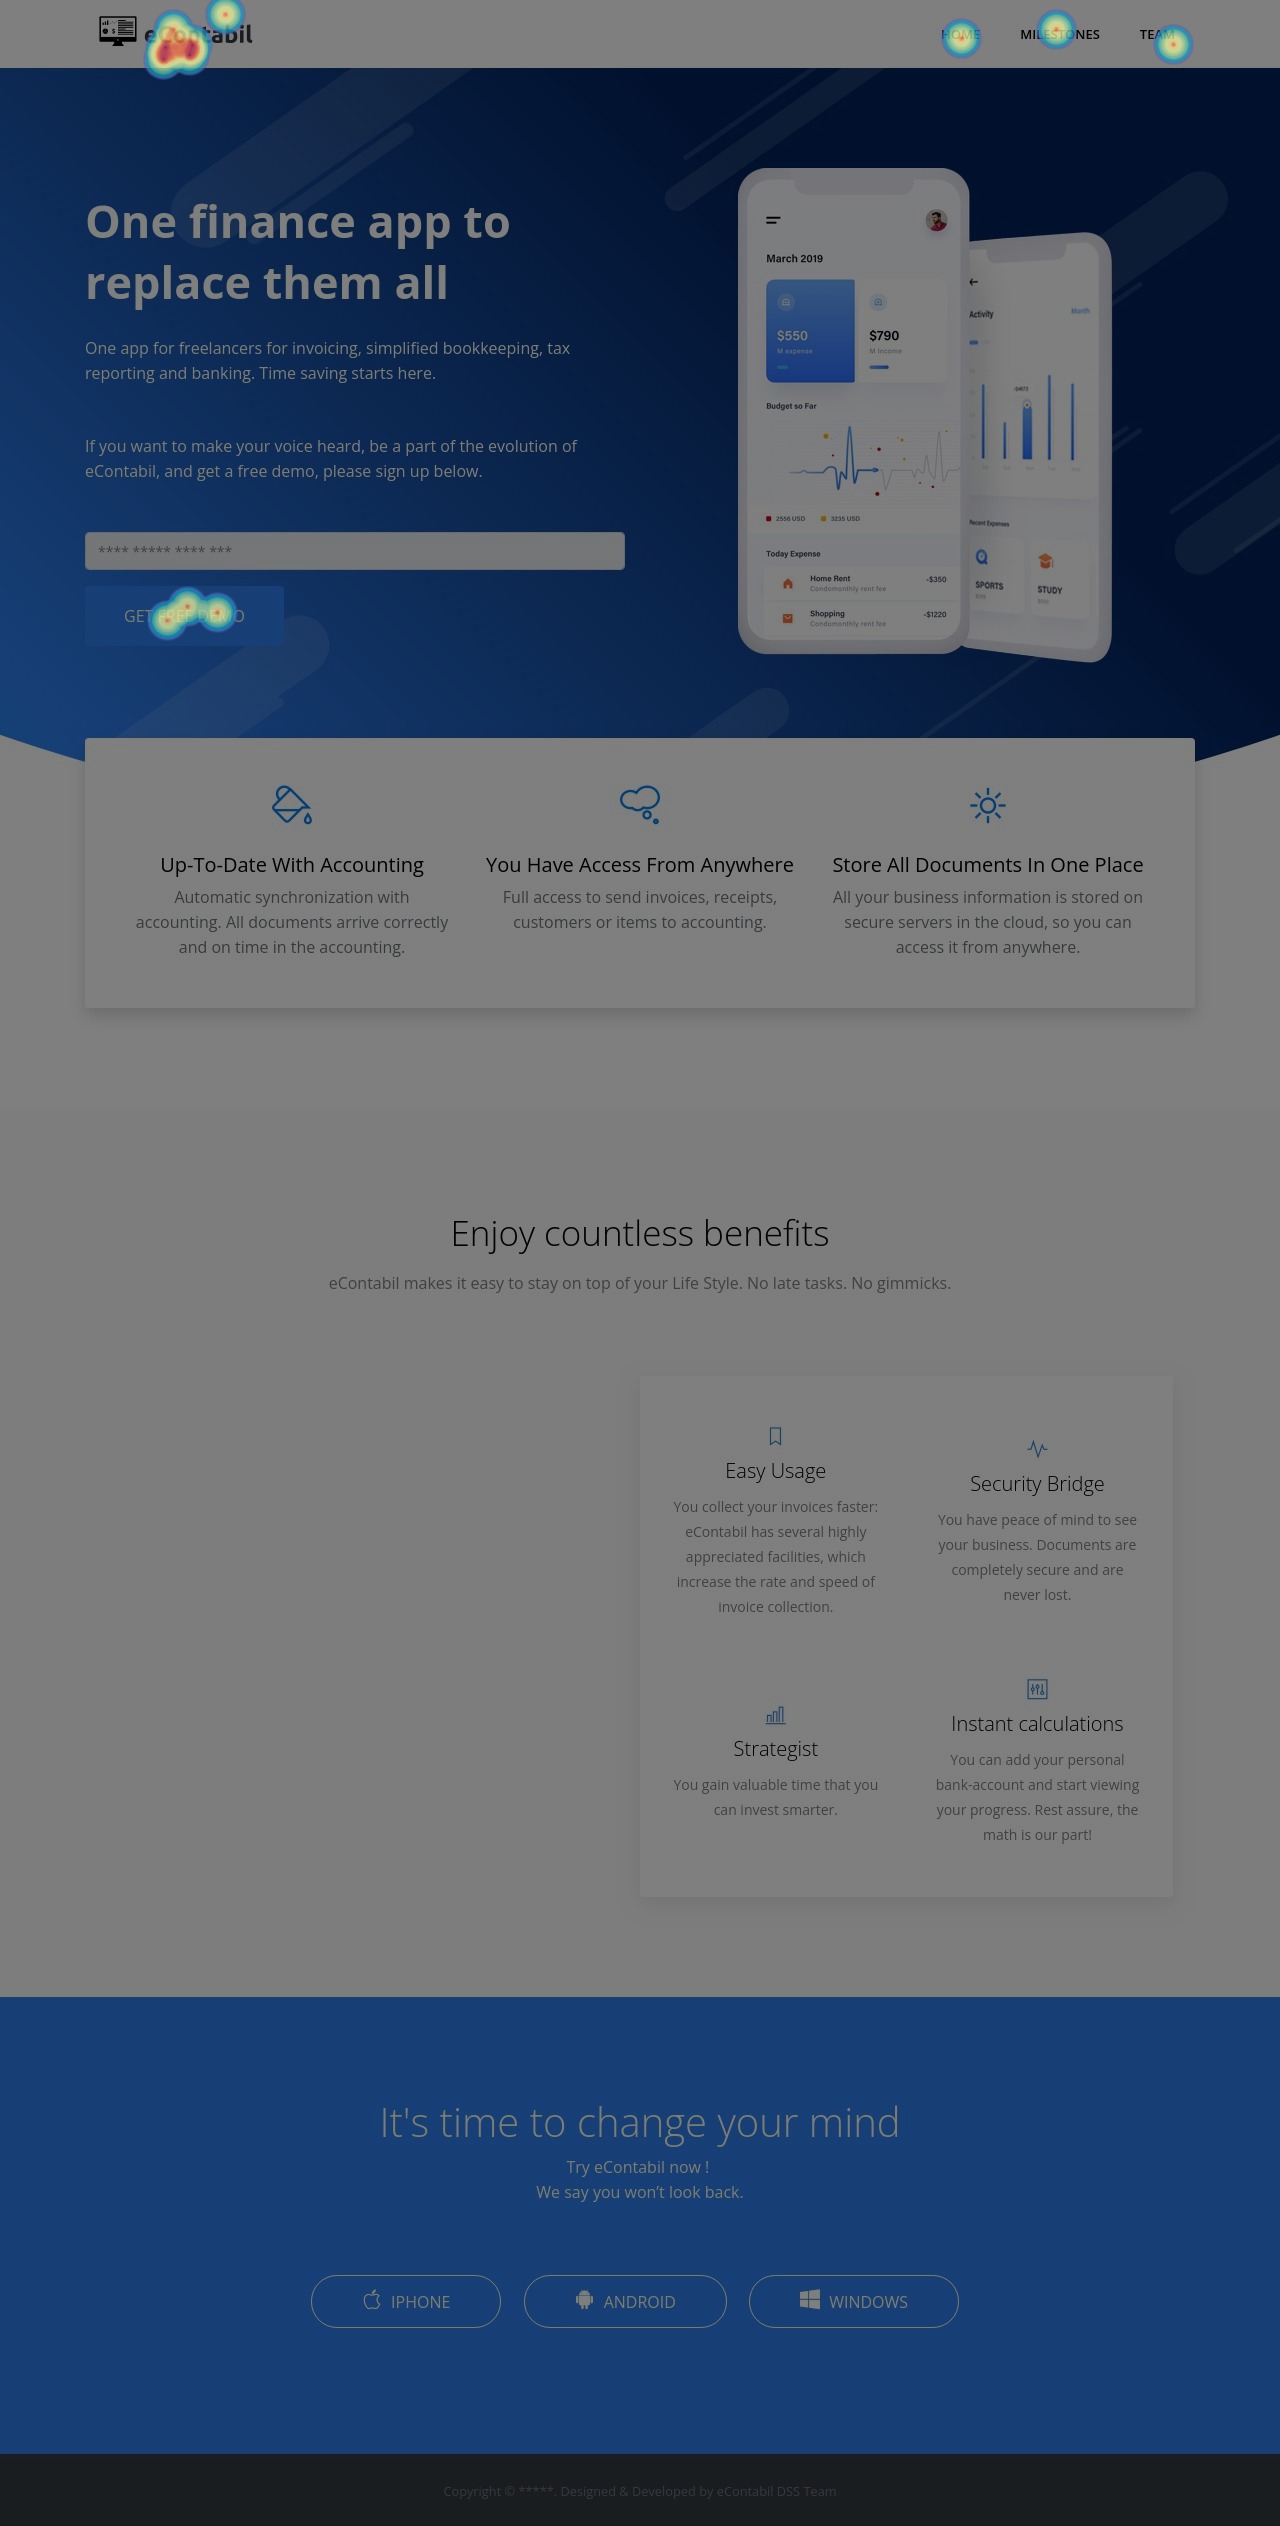 eContabil
HOME MILESTONES TEAM
One finance app to
replace them all
One app for freelancers for invoicing, simplified bookkeeping, tax
reporting and banking. Time saving starts here.
If you want to make your voice heard, be a part of the evolution of
eContabil, and get a free demo, please sign up below.
**** ***** **** ***
GET FREE DEMO
March 2019
$550
M expense
$790
M Income
Budget so Far
2556 USD 3235 USD
Today Expense
Home Rent -$350
Condomonthly rent fee
Shopping -$1220
Condomonthly rent fee
Activity Month
Recent Expenses
SPORTS
STUDY
Up-To-Date With Accounting
Automatic synchronization with
accounting. All documents arrive correctly
and on time in the accounting.
You Have Access From Anywhere
Full access to send invoices, receipts,
customers or items to accounting.
Store All Documents In One Place
All your business information is stored on
secure servers in the cloud, so you can
access it from anywhere.
Enjoy countless benefits
eContabil makes it easy to stay on top of your Life Style. No late tasks. No gimmicks.
Easy Usage
You collect your invoices faster:
eContabil has several highly
appreciated facilities, which
increase the rate and speed of
invoice collection.
Security Bridge
You have peace of mind to see
your business. Documents are
completely secure and are
never lost.
Strategist
You gain valuable time that you
can invest smarter.
Instant calculations
You can add your personal
bank-account and start viewing
your progress. Rest assure, the
math is our part!
It's time to change your mind
Try eContabil now !
We say you won't look back.
IPHONE
ANDROID
WINDOWS
Copyright © *****. Designed & Developed by eContabil DSS Team